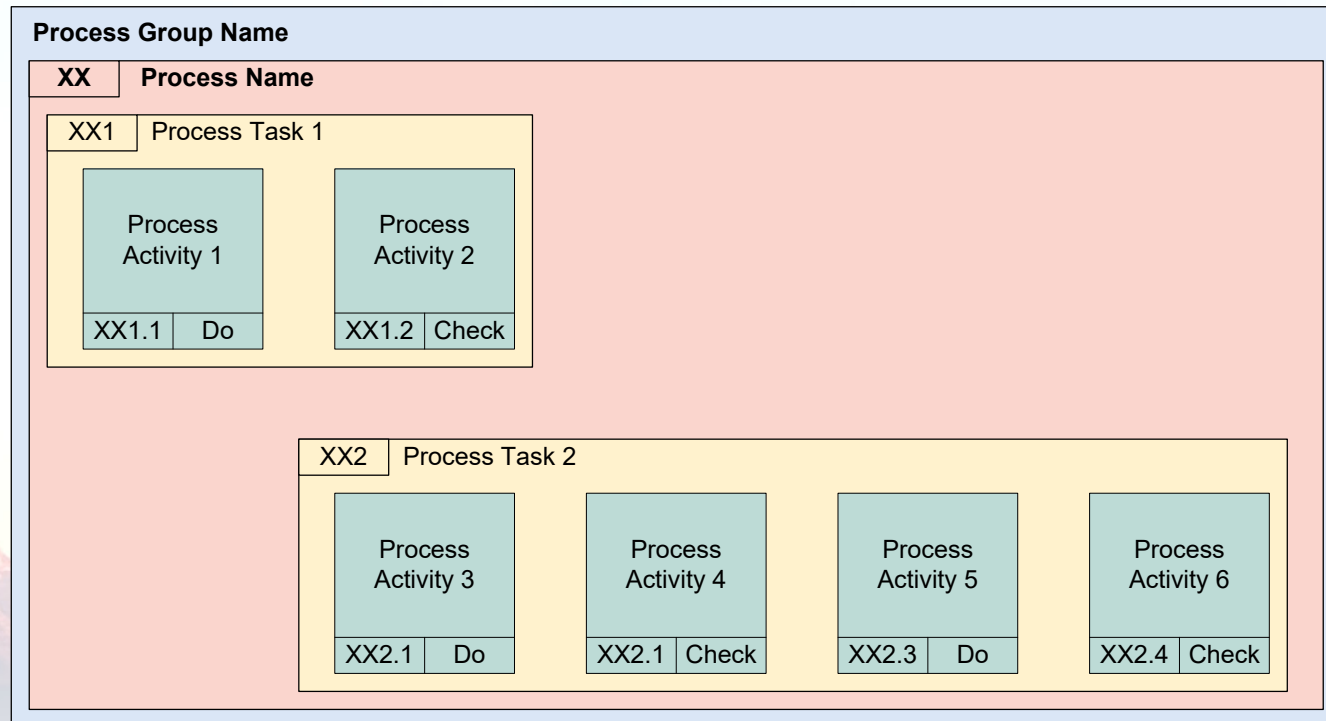 Process Group Name
XX Process Name
XX1 Process Task 1
Process
Activity 1
XX1.1 Do
Process
Activity 2
XX1.2 Check
XX2 Process Task 2
Process
Activity 3
XX2.1 Do
Process
Activity 4
XX2.1 Check
Process
Activity 5
XX2.3 Do
Process
Activity 6
XX2.4 Check